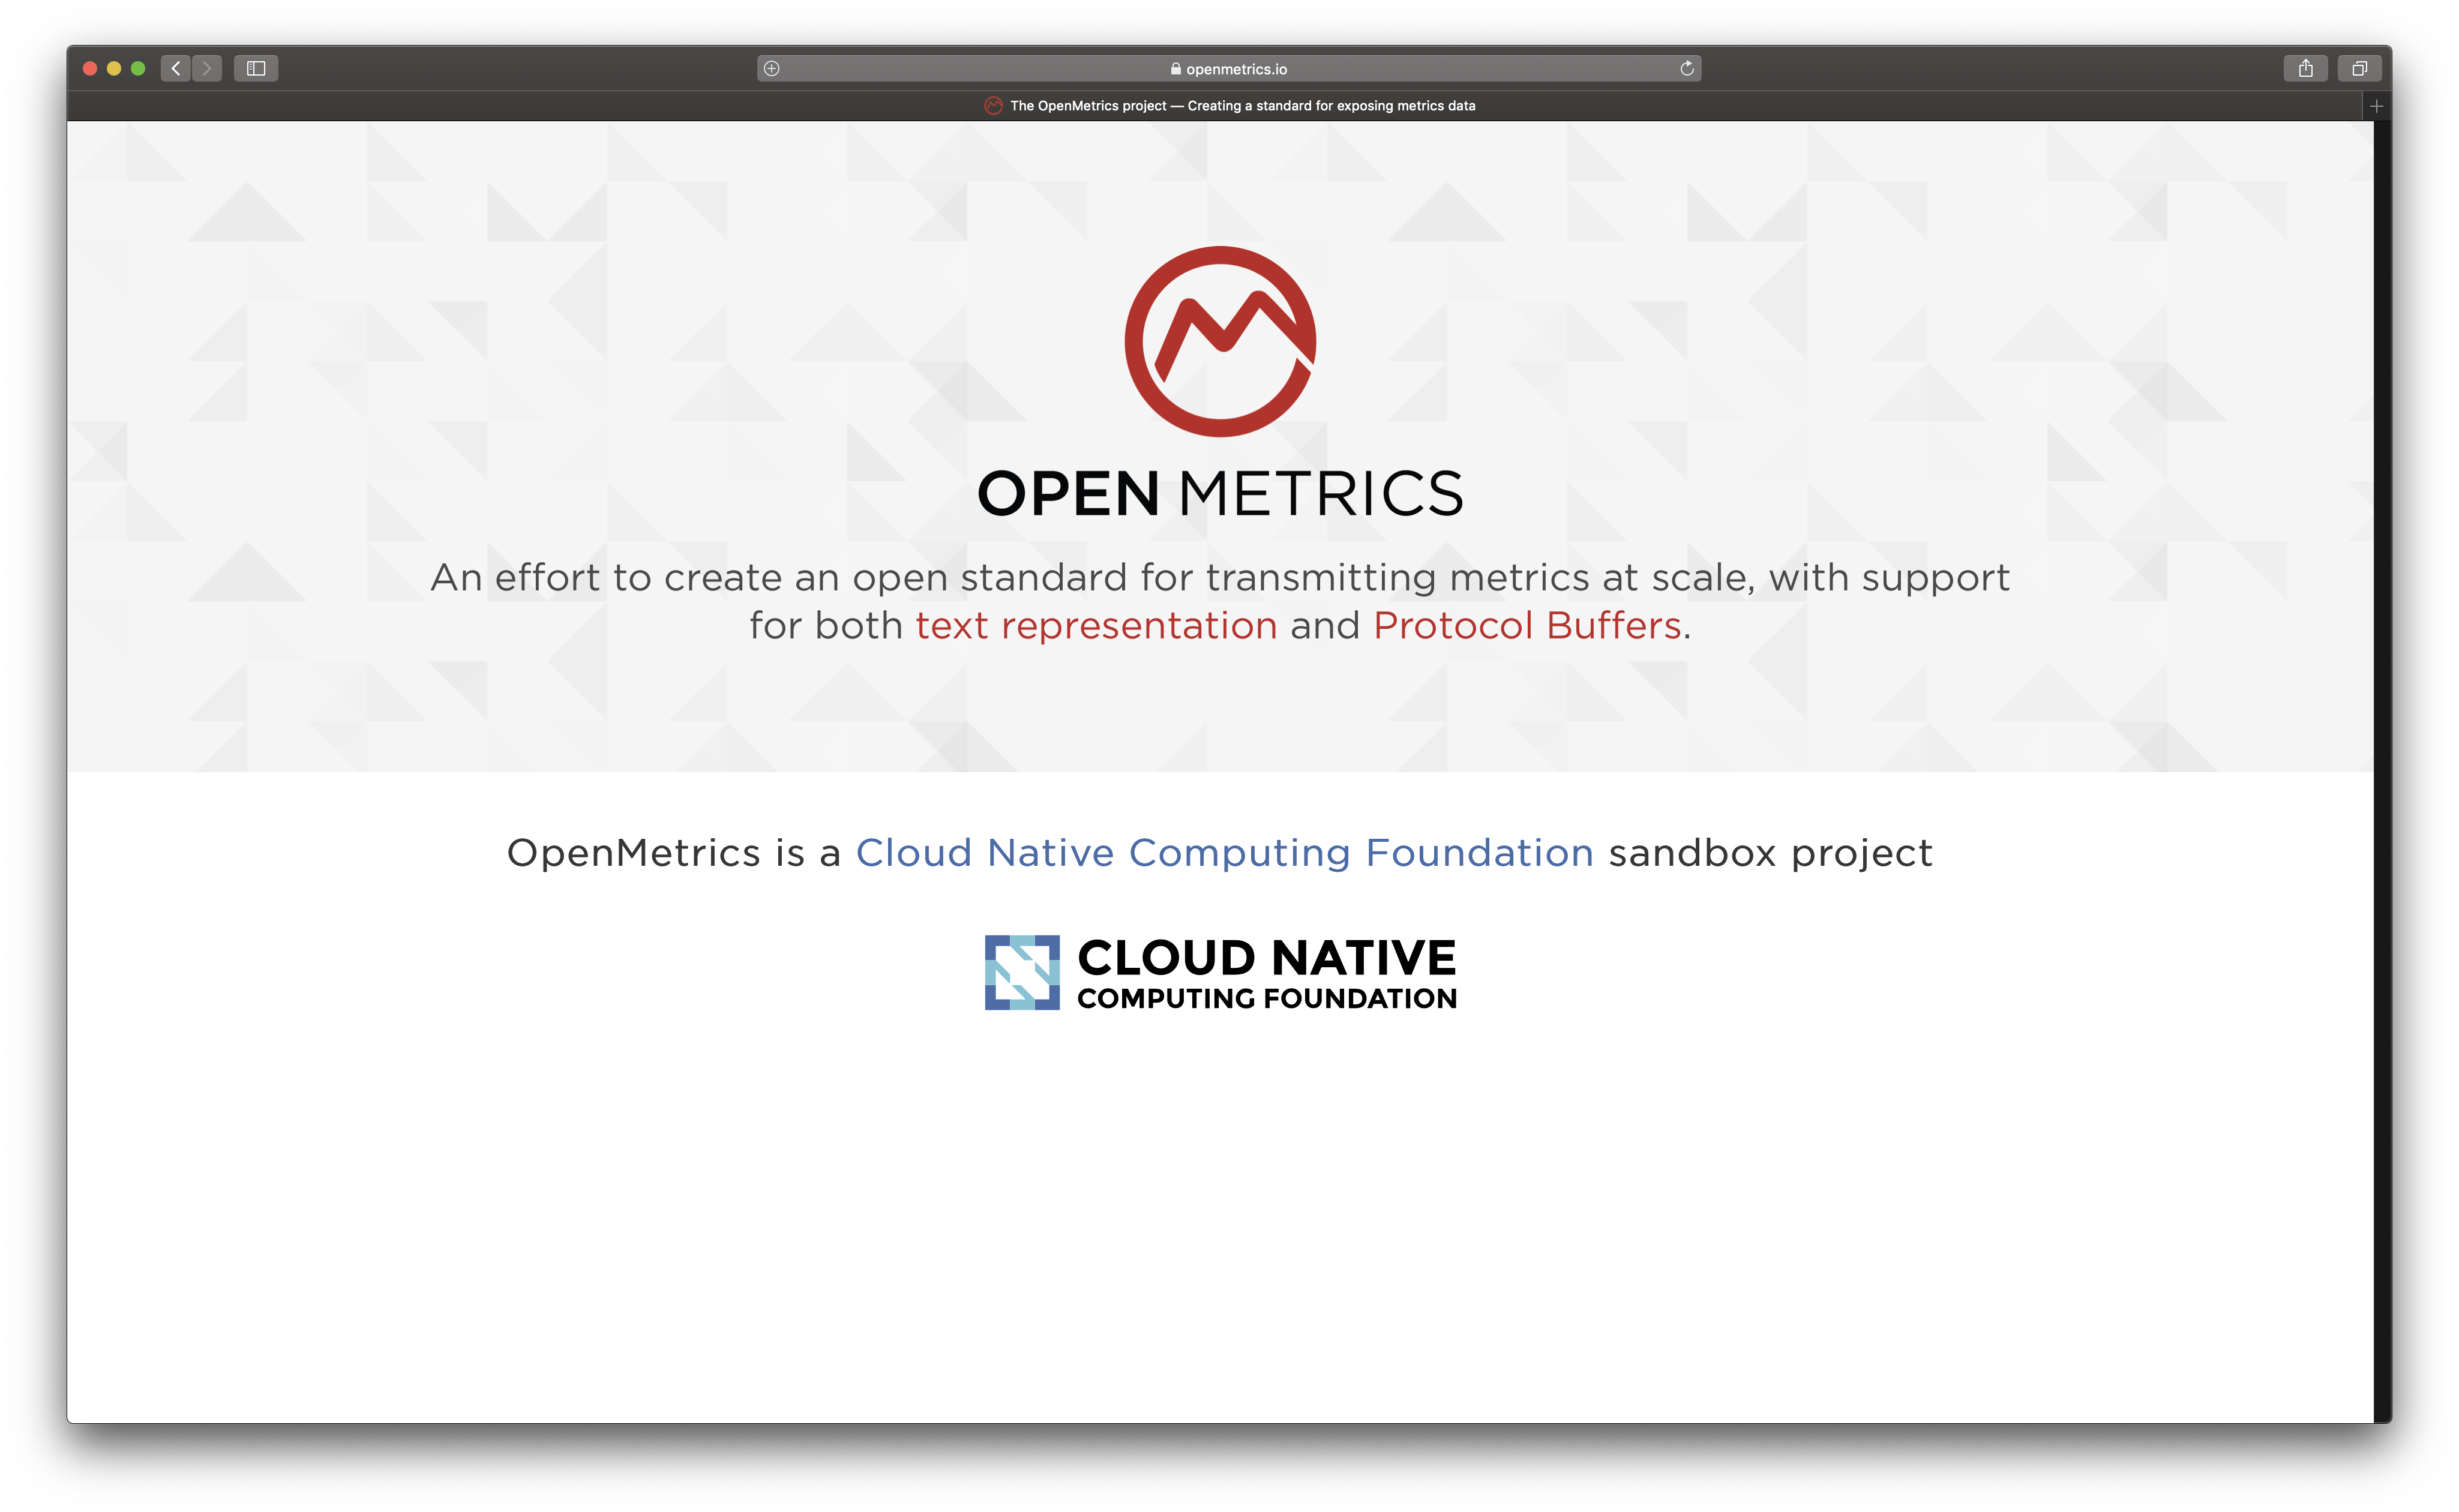 openmetrics.io
The OpenMetrics project — Creating a standard for exposing metrics data
OPEN METRICS
An effort to create an open standard for transmitting metrics at scale, with support
for both text representation and Protocol Buffers.
OpenMetrics is a Cloud Native Computing Foundation sandbox project
CLOUD NATIVE
COMPUTING FOUNDATION